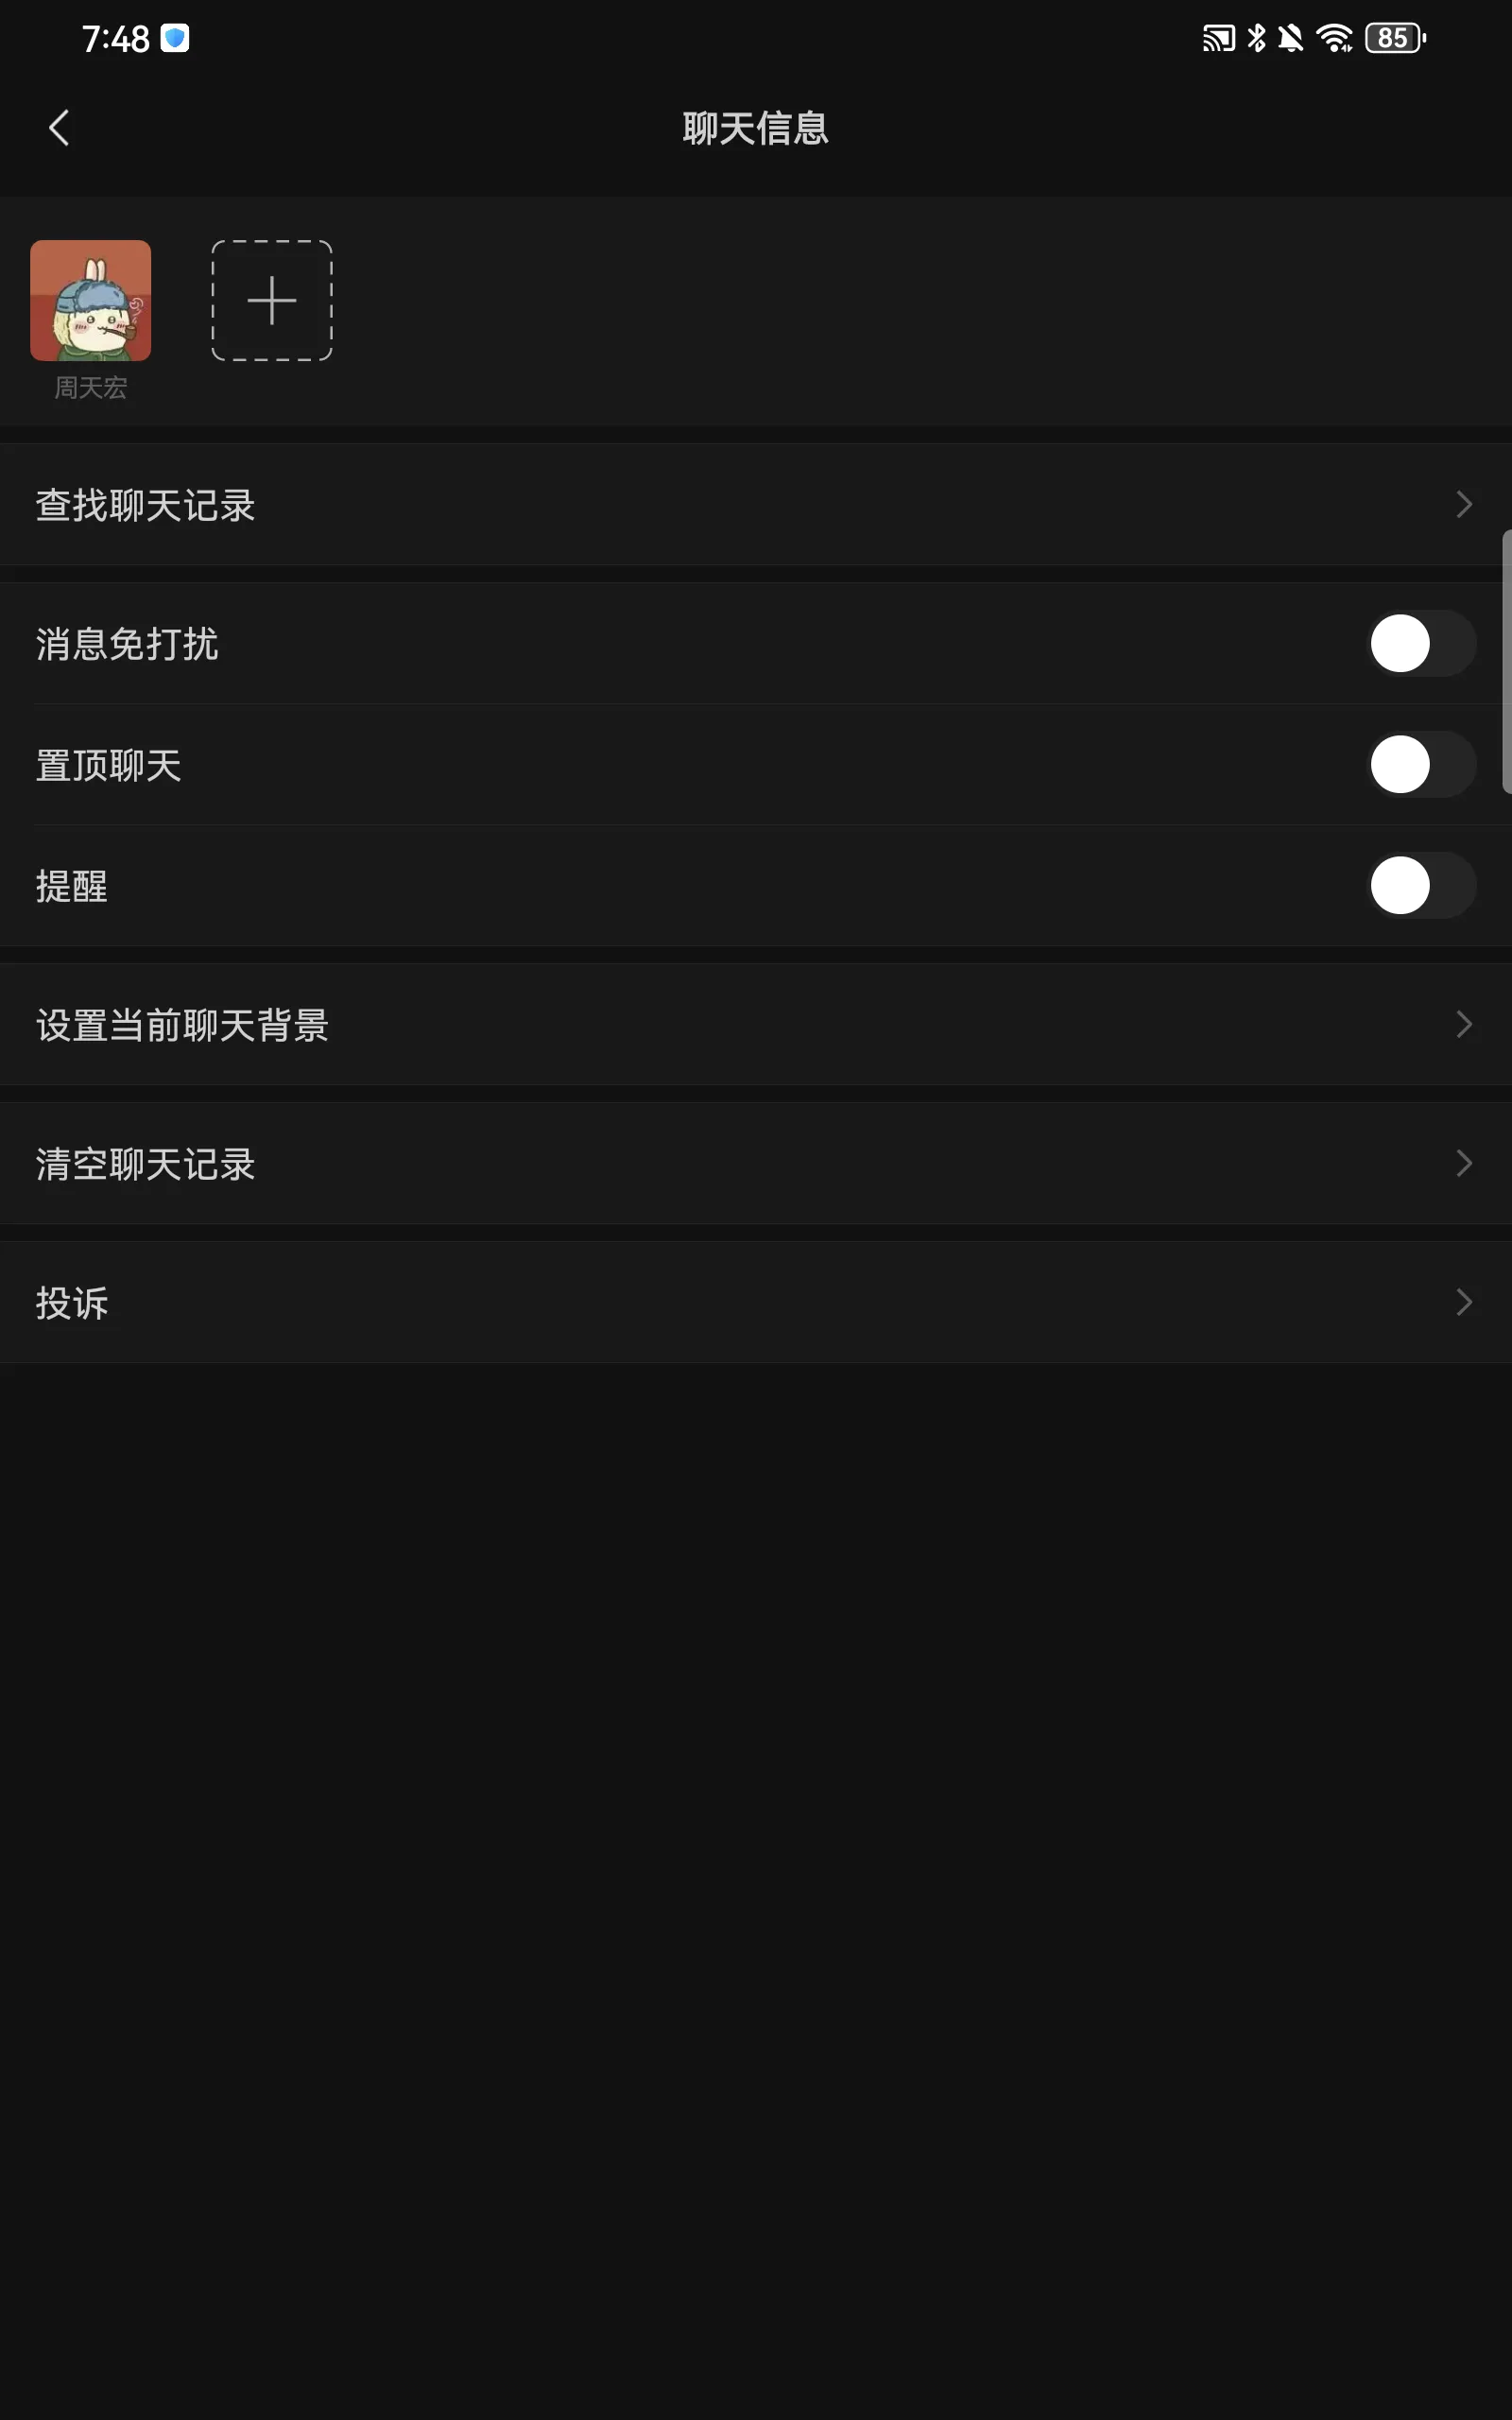 7:48
85
聊天信息
周天宏
查找聊天记录
消息免打扰
置顶聊天
提醒
设置当前聊天背景
清空聊天记录
投诉